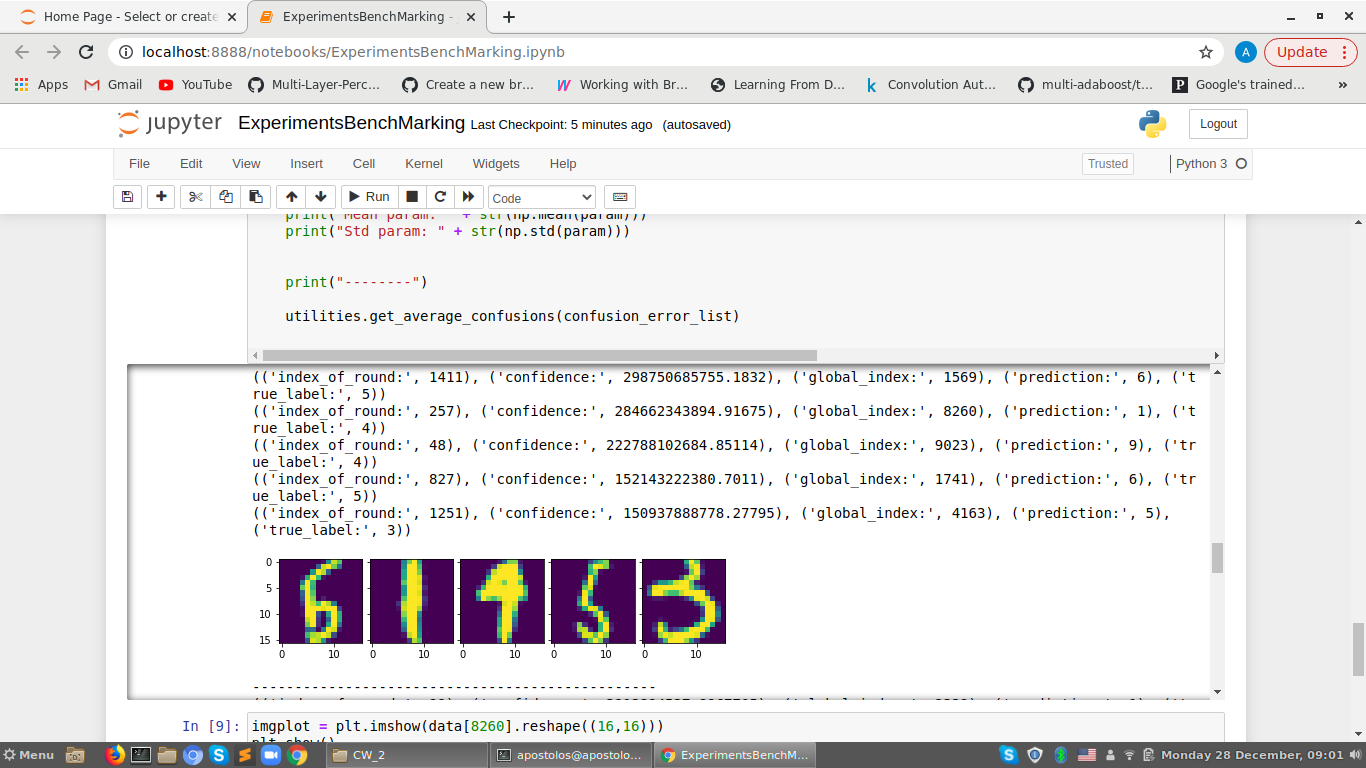 Home Page - Select or create
ExperimentsBenchMarking -
localhost:8888/notebooks/ExperimentsBenchMarking.ipynb
A
Update
Apps
Gmail
YouTube
Multi-Layer-Perc...
Create a new br...
Working with Br...
Learning From D...
Convolution Aut...
multi-adaboost/t...
Google's trained...
»
jupyter ExperimentsBenchMarking Last Checkpoint: 5 minutes ago (autosaved)
Logout
File Edit View Insert Cell Kernel Widgets Help
Trusted
Python 3
Run
Code
print("Mean param: " + str(np.mean(param)))
print("Std param: " + str(np.std(param)))
print("--------")
utilities.get_average_confusions(confusion_error_list)
(('index_of_round:', 1411), ('confidence:', 298750685755.1832), ('global_index:', 1569), ('prediction:', 6), ('t
rue_label:', 5))
(('index_of_round:', 257), ('confidence:', 284662343894.91675), ('global_index:', 8260), ('prediction:', 1), ('t
rue_label:', 4))
(('index_of_round:', 48), ('confidence:', 222788102684.85114), ('global_index:', 9023), ('prediction:', 9), ('tr
ue_label:', 4))
(('index_of_round:', 827), ('confidence:', 152143222380.7011), ('global_index:', 1741), ('prediction:', 6), ('tr
ue_label:', 5))
(('index_of_round:', 1251), ('confidence:', 150937888778.27795), ('global_index:', 4163), ('prediction:', 5),
('true_label:', 3))
0
5
10
15
0 10 0 10 0 10 0 10 0 10
------------------------------------------------
In [9]: imgplot = plt.imshow(data[8260].reshape((16,16)))
plt.show()
Menu
CW_2
apostolos@apostolo...
ExperimentsBenchM...
Monday 28 December, 09:01